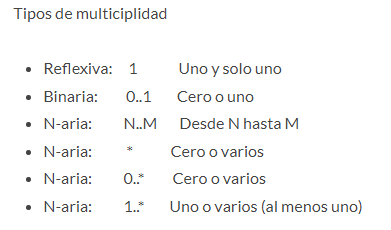 Tipos de multiciplidad
Reflexiva: 1 Uno y solo uno
Binaria: 0..1 Cero o uno
N-aria: N..M Desde N hasta M
N-aria: * Cero o varios
N-aria: 0..* Cero o varios
N-aria: 1..* Uno o varios (al menos uno)